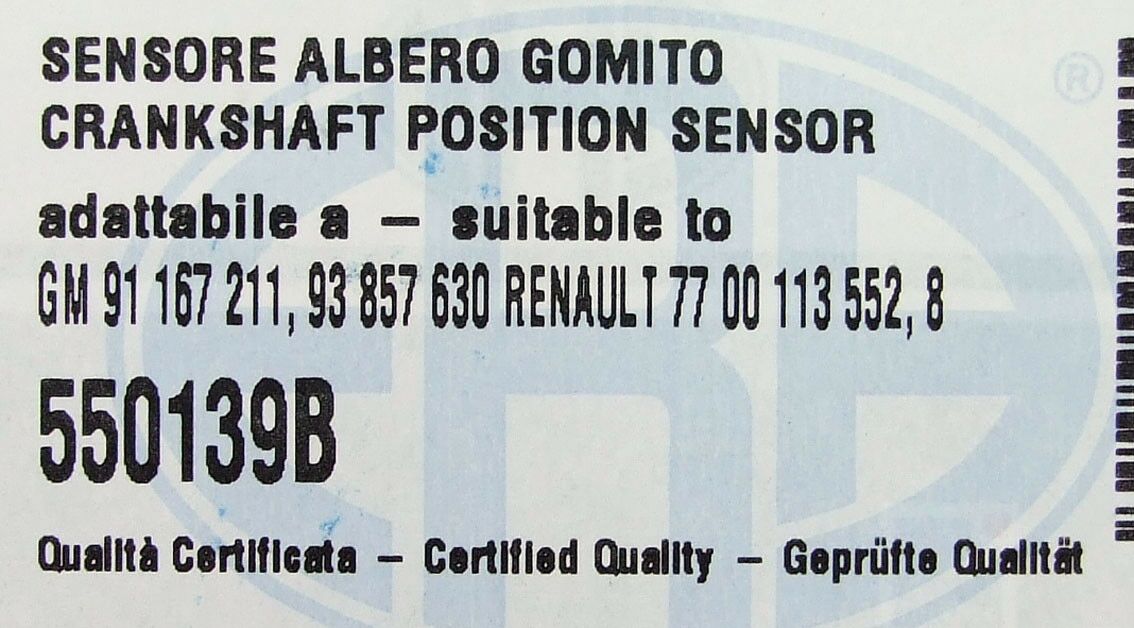 SENSORE ALBERO GOMITO
CRANKSHAFT POSITION SENSOR
adattabile a – suitable to
GM 91 167 211, 93 857 630 RENAULT 77 00 113 552, 8
550139B
Qualità Certificata – Certified Quality – Geprüfte Qualität
ERA ®